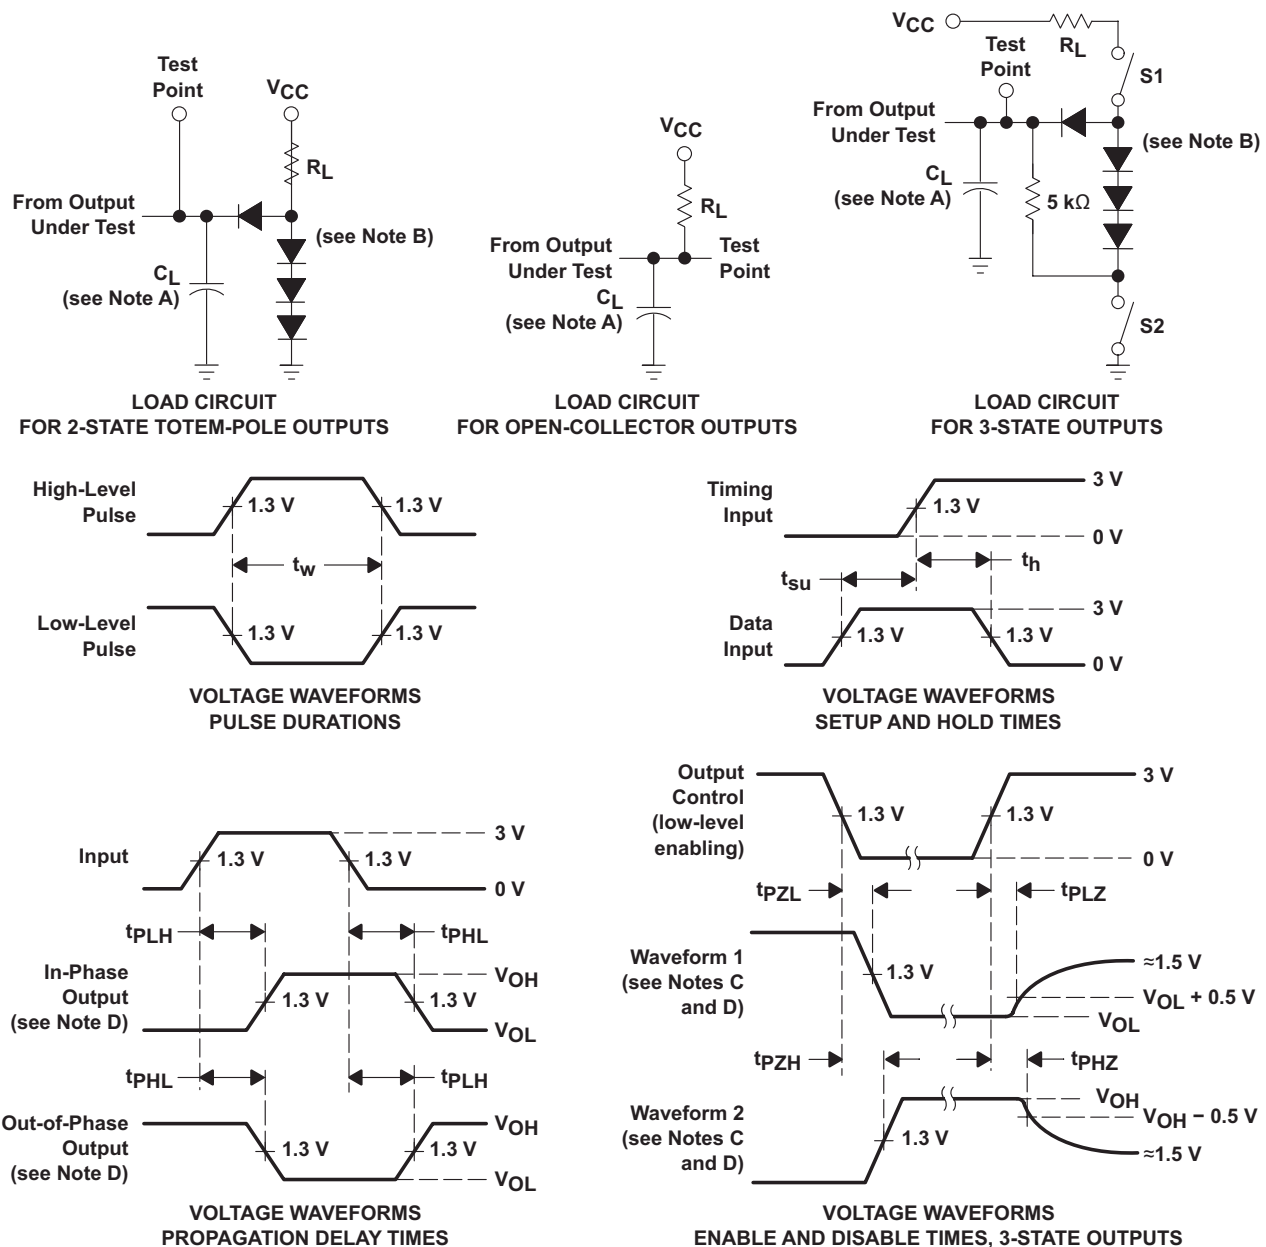 Test
Point
VCC
RL
From Output
Under Test
(see Note B)
CL
(see Note A)
LOAD CIRCUIT
FOR 2-STATE TOTEM-POLE OUTPUTS
VCC
RL
From Output
Under Test
Test
Point
CL
(see Note A)
LOAD CIRCUIT
FOR OPEN-COLLECTOR OUTPUTS
VCC
RL
S1
Test
Point
From Output
Under Test
(see Note B)
CL
(see Note A)
5 kΩ
S2
LOAD CIRCUIT
FOR 3-STATE OUTPUTS
High-Level
Pulse
1.3 V
1.3 V
tw
Low-Level
Pulse
1.3 V
1.3 V
VOLTAGE WAVEFORMS
PULSE DURATIONS
Timing
Input
1.3 V
3 V
0 V
tsu
th
Data
Input
1.3 V
1.3 V
3 V
0 V
VOLTAGE WAVEFORMS
SETUP AND HOLD TIMES
Input
1.3 V
1.3 V
3 V
0 V
tPLH
tPHL
In-Phase
Output
(see Note D)
1.3 V
1.3 V
VOH
VOL
tPHL
tPLH
Out-of-Phase
Output
(see Note D)
1.3 V
1.3 V
VOH
VOL
VOLTAGE WAVEFORMS
PROPAGATION DELAY TIMES
Output
Control
(low-level
enabling)
1.3 V
1.3 V
3 V
0 V
tPZL
tPLZ
Waveform 1
(see Notes C
and D)
1.3 V
≈1.5 V
VOL + 0.5 V
VOL
tPZH
tPHZ
Waveform 2
(see Notes C
and D)
1.3 V
VOH
VOH − 0.5 V
≈1.5 V
VOLTAGE WAVEFORMS
ENABLE AND DISABLE TIMES, 3-STATE OUTPUTS